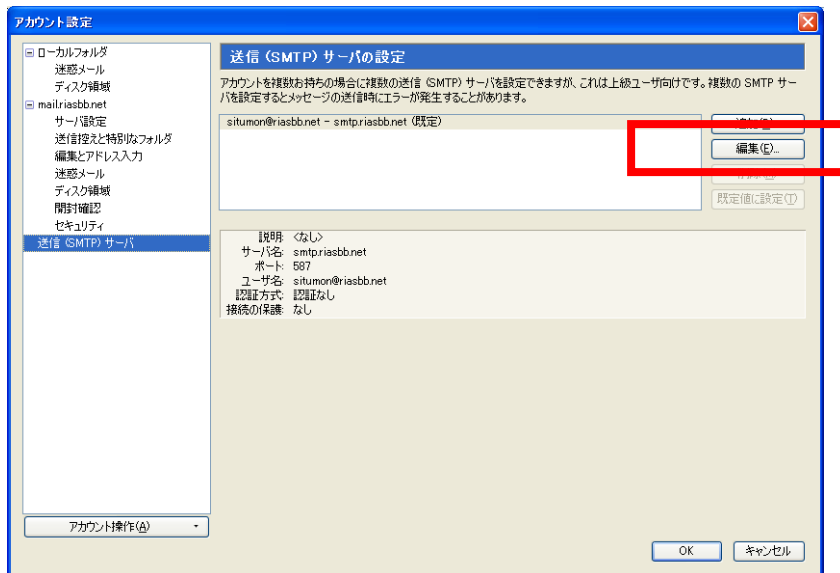 アカウント設定
ローカルフォルダ
迷惑メール
ディスク領域
mail.riasbb.net
サーバ設定
送信控えと特別なフォルダ
編集とアドレス入力
迷惑メール
ディスク領域
開封確認
セキュリティ
送信 (SMTP) サーバ
アカウント操作(A)
送信 (SMTP) サーバの設定
アカウントを複数お持ちの場合に複数の送信 (SMTP) サーバを設定できますが、これは上級ユーザ向けです。複数の SMTP サー
バを設定するとメッセージの送信時にエラーが発生することがあります。
situmon@riasbb.net - smtp.riasbb.net (既定)
編集(E)...
既定値に設定(T)
説明: <なし>
サーバ名: smtp.riasbb.net
ポート: 587
ユーザ名: situmon@riasbb.net
認証方式: 認証なし
接続の保護: なし
OK
キャンセル